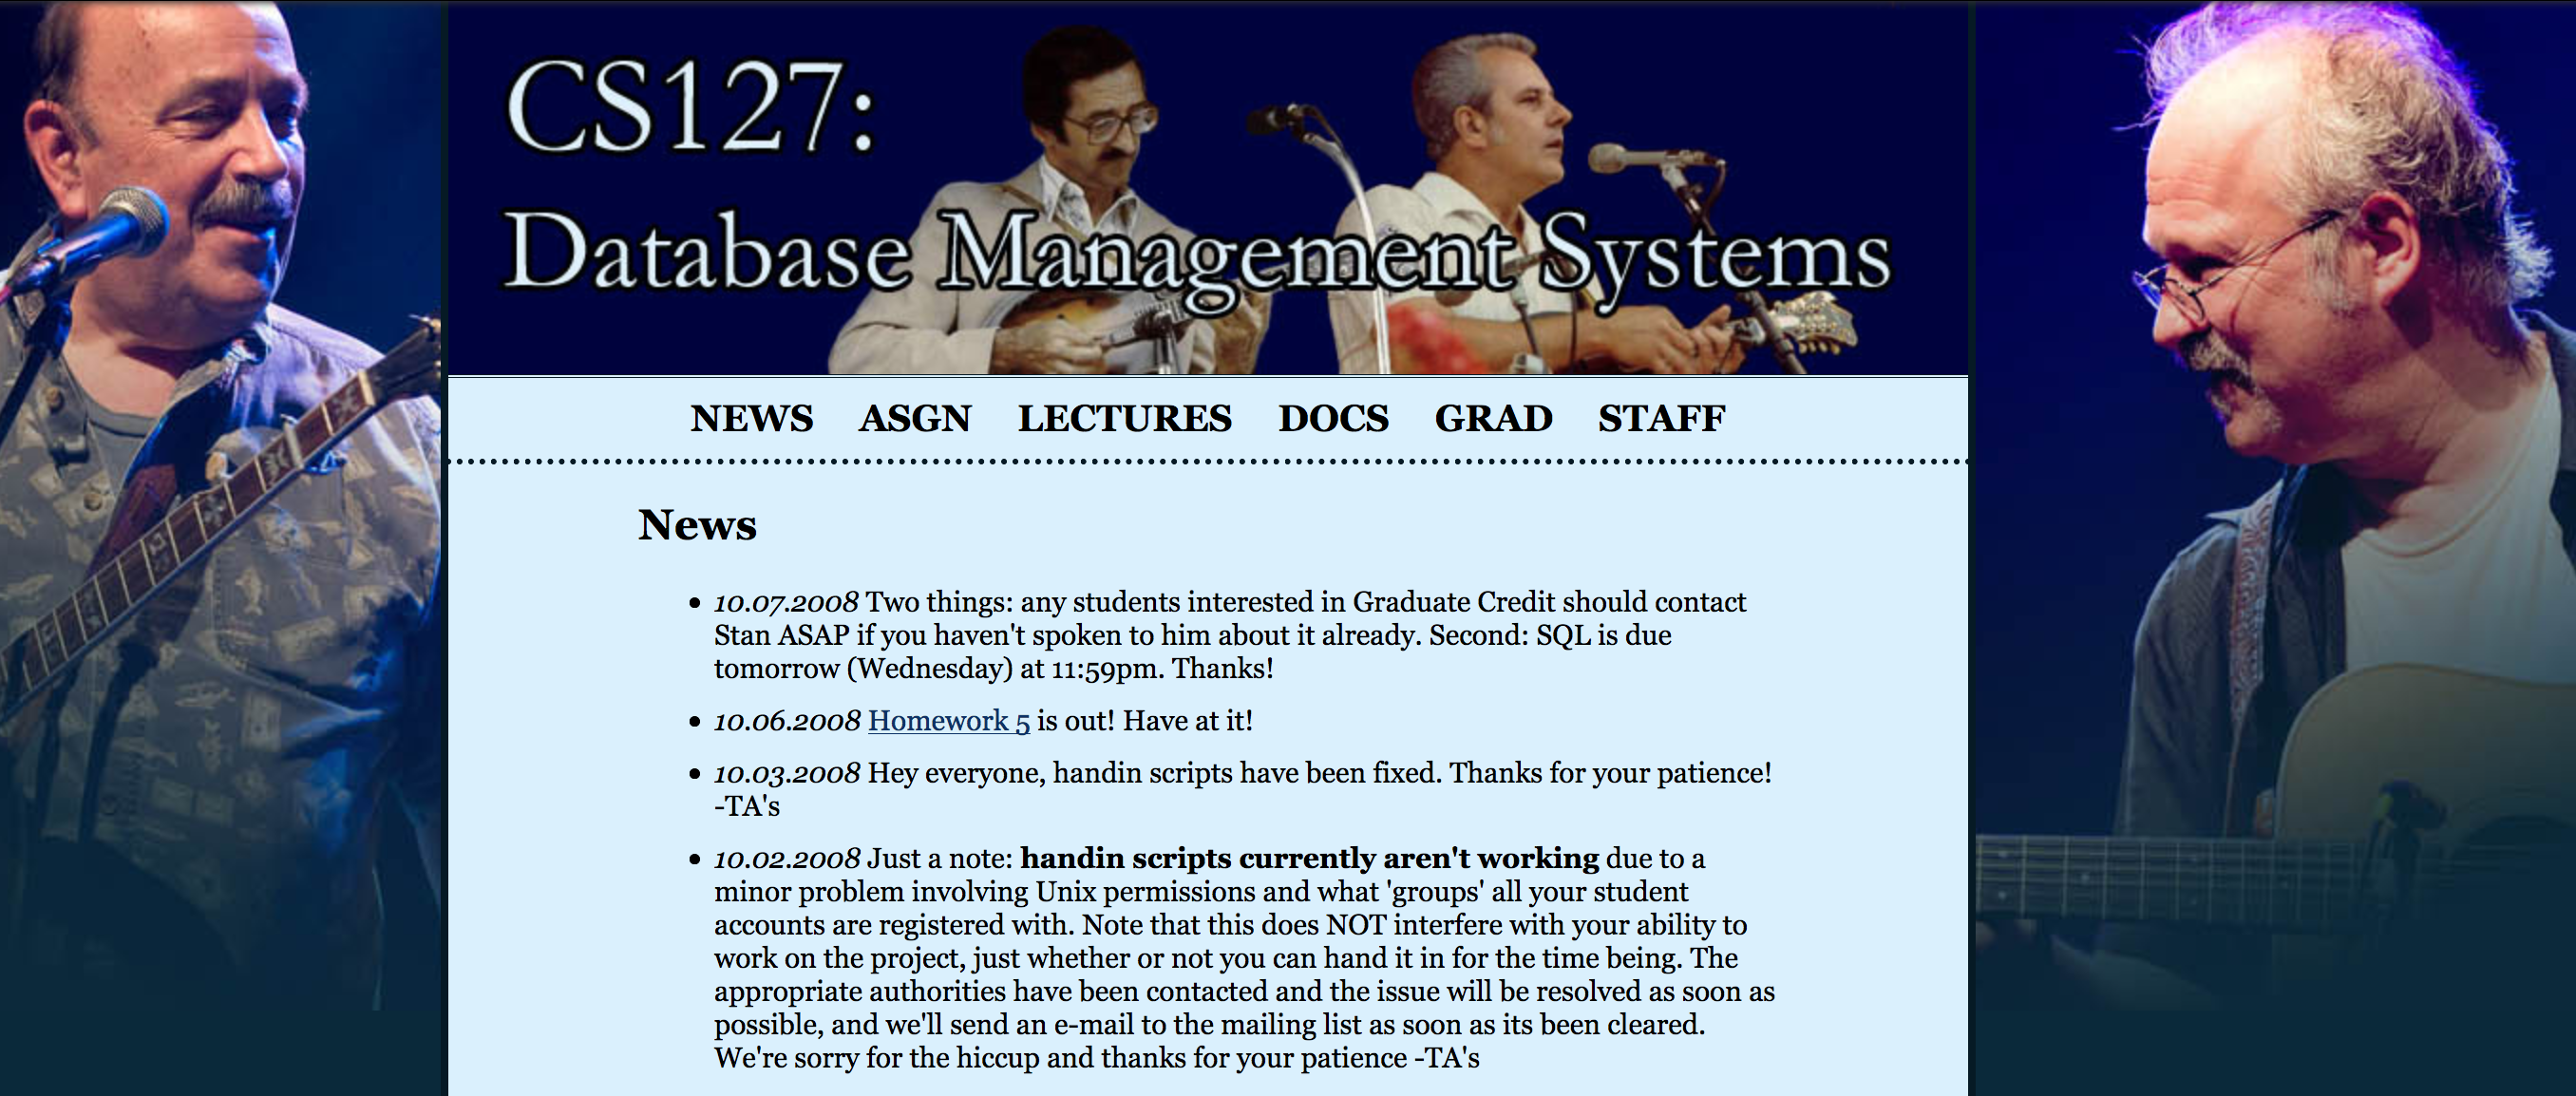 CS127:
Database Management Systems
NEWS ASGN LECTURES DOCS GRAD STAFF
News
10.07.2008 Two things: any students interested in Graduate Credit should contact
Stan ASAP if you haven't spoken to him about it already. Second: SQL is due
tomorrow (Wednesday) at 11:59pm. Thanks!
10.06.2008 Homework 5 is out! Have at it!
10.03.2008 Hey everyone, handin scripts have been fixed. Thanks for your patience!
-TA's
10.02.2008 Just a note: handin scripts currently aren't working due to a
minor problem involving Unix permissions and what 'groups' all your student
accounts are registered with. Note that this does NOT interfere with your ability to
work on the project, just whether or not you can hand it in for the time being. The
appropriate authorities have been contacted and the issue will be resolved as soon as
possible, and we'll send an e-mail to the mailing list as soon as its been cleared.
We're sorry for the hiccup and thanks for your patience -TA's